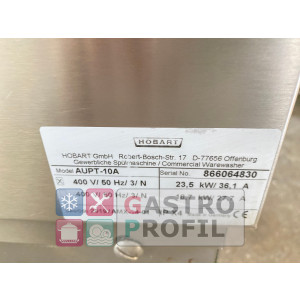 HOBART
HOBART GmbH Robert-Bosch-Str. 17 D-77656 Offenburg
Gewerbliche Spülmaschine / Commercial Warewasher
Model AUPT-10A Serial No. 866064830
400 V/ 50 Hz/ 3/ N 23,5 kW/ 36,1 A
GASTRO
PROFIL